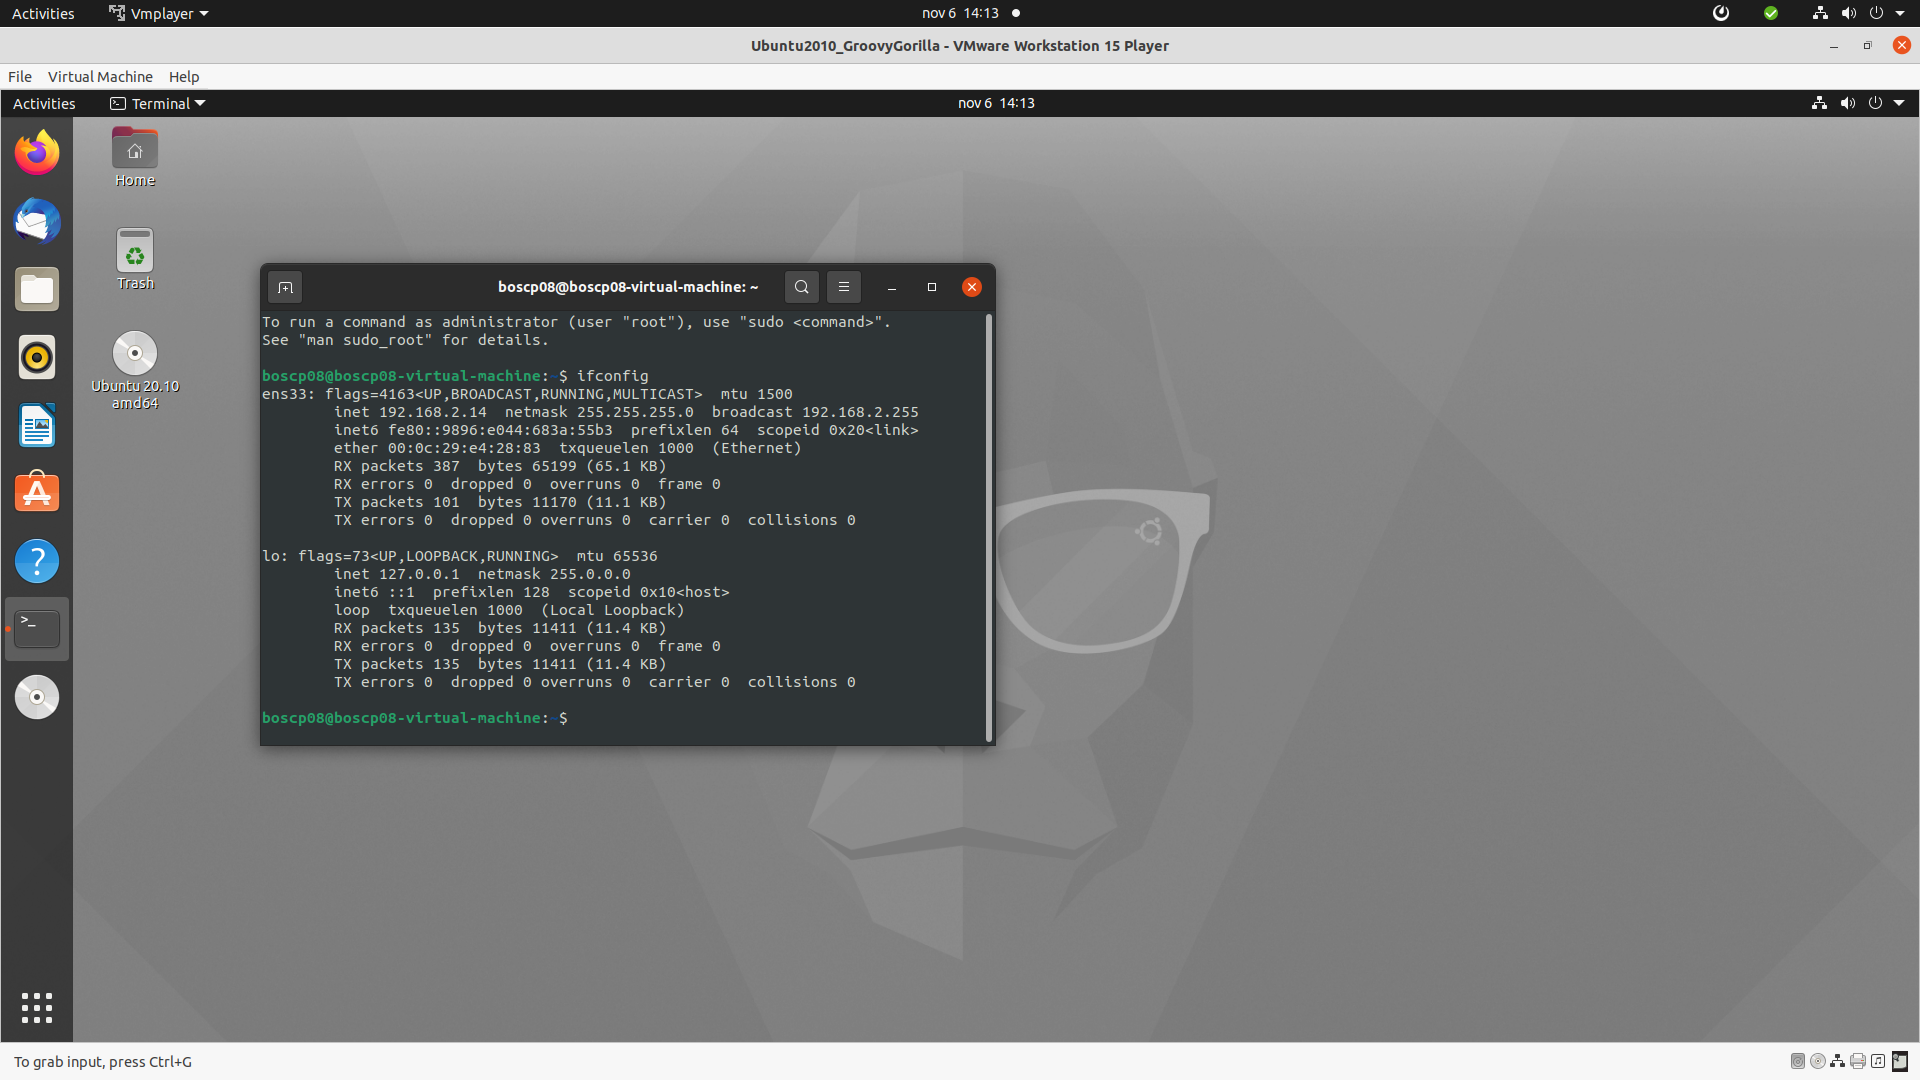 Activities Vmplayer nov 6 14:13
Ubuntu2010_GroovyGorilla - VMware Workstation 15 Player
File Virtual Machine Help
Activities Terminal nov 6 14:13
Home
Trash
Ubuntu 20.10
amd64
boscp08@boscp08-virtual-machine: ~
To run a command as administrator (user "root"), use "sudo <command>".
See "man sudo_root" for details.
boscp08@boscp08-virtual-machine:~$ ifconfig
ens33: flags=4163<UP,BROADCAST,RUNNING,MULTICAST>  mtu 1500
        inet 192.168.2.14  netmask 255.255.255.0  broadcast 192.168.2.255
        inet6 fe80::9896:e044:683a:55b3  prefixlen 64  scopeid 0x20<link>
        ether 00:0c:29:e4:28:83  txqueuelen 1000  (Ethernet)
        RX packets 387  bytes 65199 (65.1 KB)
        RX errors 0  dropped 0  overruns 0  frame 0
        TX packets 101  bytes 11170 (11.1 KB)
        TX errors 0  dropped 0 overruns 0  carrier 0  collisions 0
lo: flags=73<UP,LOOPBACK,RUNNING>  mtu 65536
        inet 127.0.0.1  netmask 255.0.0.0
        inet6 ::1  prefixlen 128  scopeid 0x10<host>
        loop  txqueuelen 1000  (Local Loopback)
        RX packets 135  bytes 11411 (11.4 KB)
        RX errors 0  dropped 0  overruns 0  frame 0
        TX packets 135  bytes 11411 (11.4 KB)
        TX errors 0  dropped 0 overruns 0  carrier 0  collisions 0
boscp08@boscp08-virtual-machine:~$
To grab input, press Ctrl+G